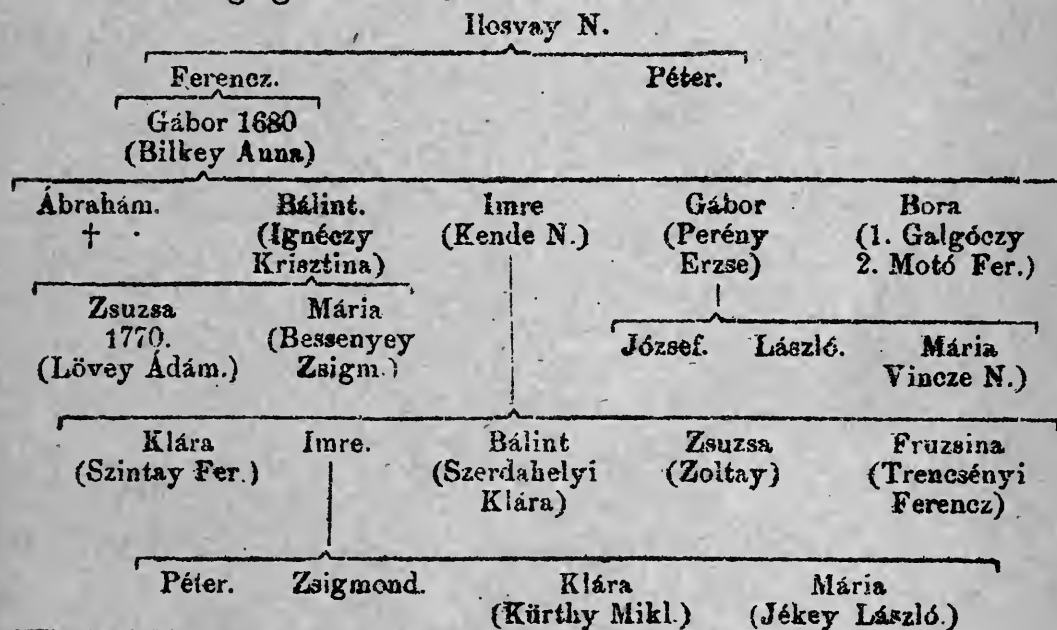 Ilosvay N.
Ferencz. Péter.
Gábor 1680
(Bilkey Anna)
Ábrahám. Bálint. Imre Gábor Bora
† (Ignéczy (Kende N.) (Perény (1. Galgóczy
Krisztina) Erzse) 2. Motó Fer.)
Zsuzsa Mária
1770. (Bessenyey József. László. Mária
(Lövey Ádám.) Zsigm.) Vincze N.)
Klára Imre. Bálint Zsuzsa Fruzsina
(Szintay Fer.) (Szerdahelyi (Zoltay) (Trencsényi
Klára) Ferencz)
Péter. Zsigmond. Klára Mária
(Kürthy Mikl.) (Jékey László.)